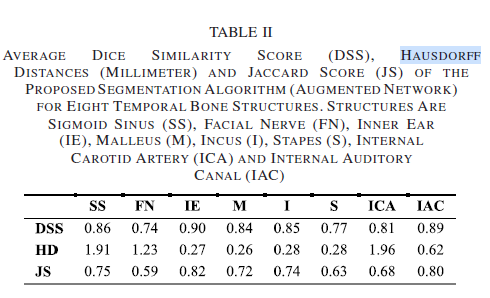 TABLE II
AVERAGE DICE SIMILARITY SCORE (DSS), HAUSDORFF
DISTANCES (MILLIMETER) AND JACCARD SCORE (JS) OF THE
PROPOSED SEGMENTATION ALGORITHM (AUGMENTED NETWORK)
FOR EIGHT TEMPORAL BONE STRUCTURES. STRUCTURES ARE
SIGMOID SINUS (SS), FACIAL NERVE (FN), INNER EAR
(IE), MALLEUS (M), INCUS (I), STAPES (S), INTERNAL
CAROTID ARTERY (ICA) AND INTERNAL AUDITORY
CANAL (IAC)
SS FN IE M I S ICA IAC
DSS 0.86 0.74 0.90 0.84 0.85 0.77 0.81 0.89
HD 1.91 1.23 0.27 0.26 0.28 0.28 1.96 0.62
JS 0.75 0.59 0.82 0.72 0.74 0.63 0.68 0.80